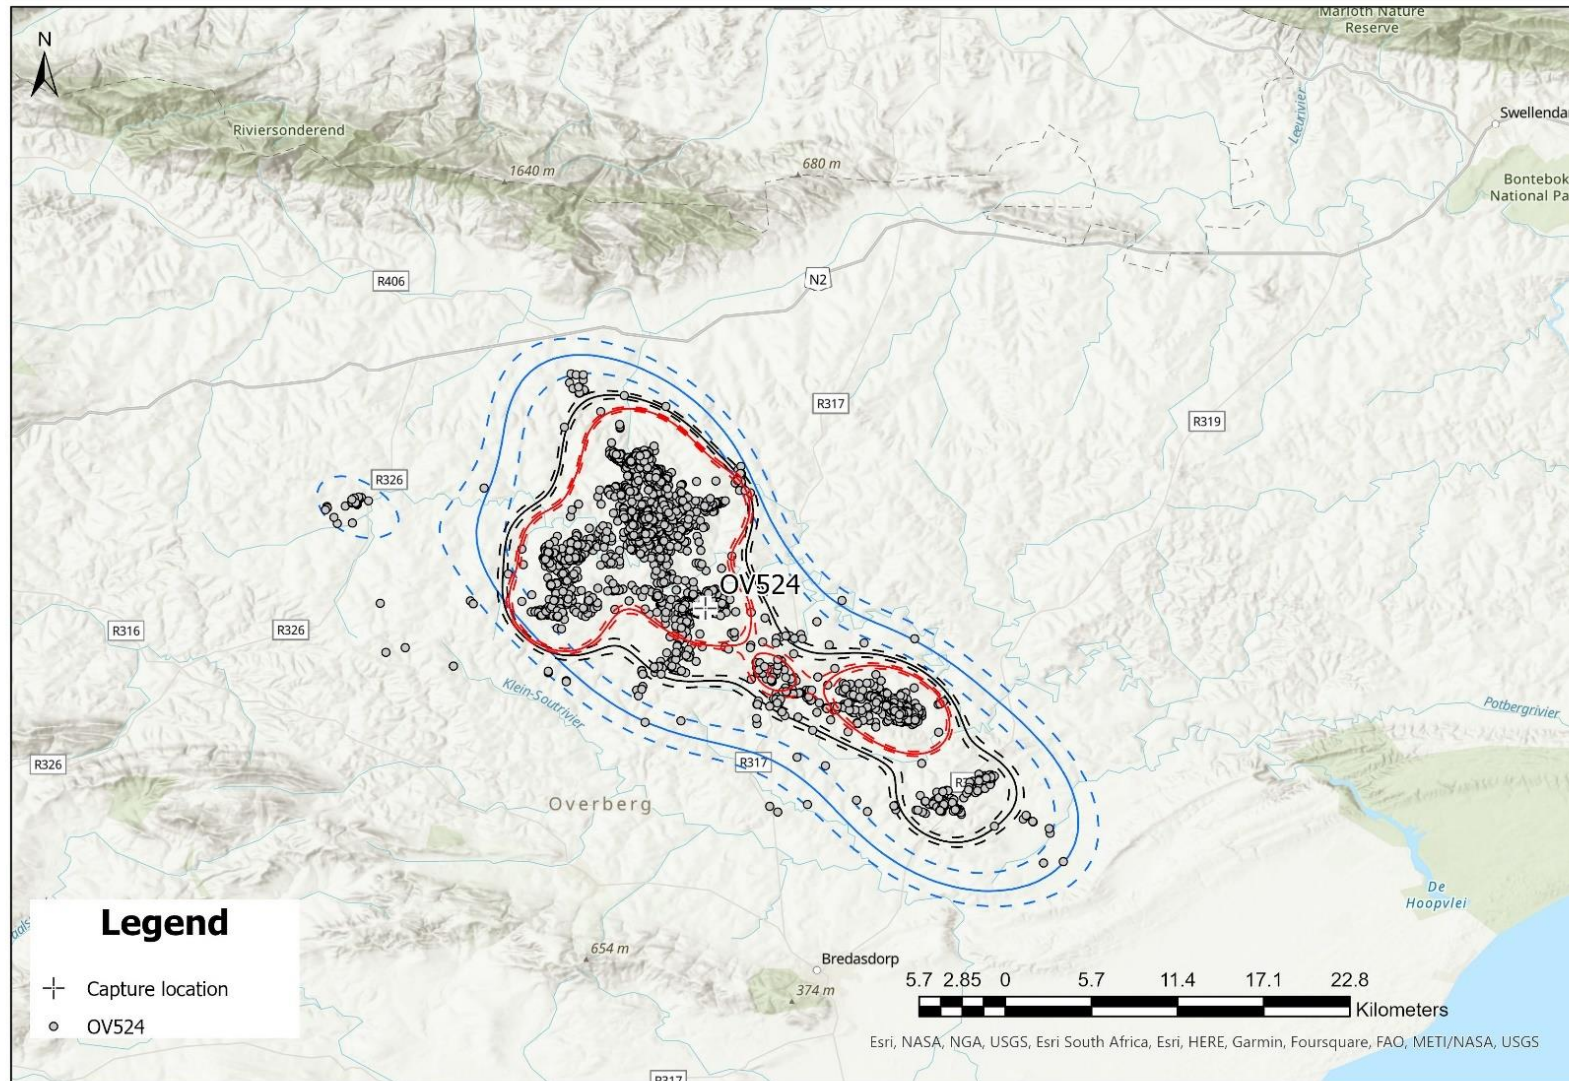 Marloth Nature
Reserve
N
Leeurivier
Riviersonderend
1640 m
680 m
Bontebok
National Pa
R406
N2
R317
R319
R326
OV524
R316
R326
Klein-Soutrivier
Potbergrivier
R326
R317
Overberg
De
Hoopvlei
Legend
654 m
Bredasdorp
Capture location
374 m
5.7 2.85 0 5.7 11.4 17.1 22.8
Kilometers
OV524
Esri, NASA, NGA, USGS, Esri South Africa, Esri, HERE, Garmin, Foursquare, FAO, METI/NASA, USGS
R317